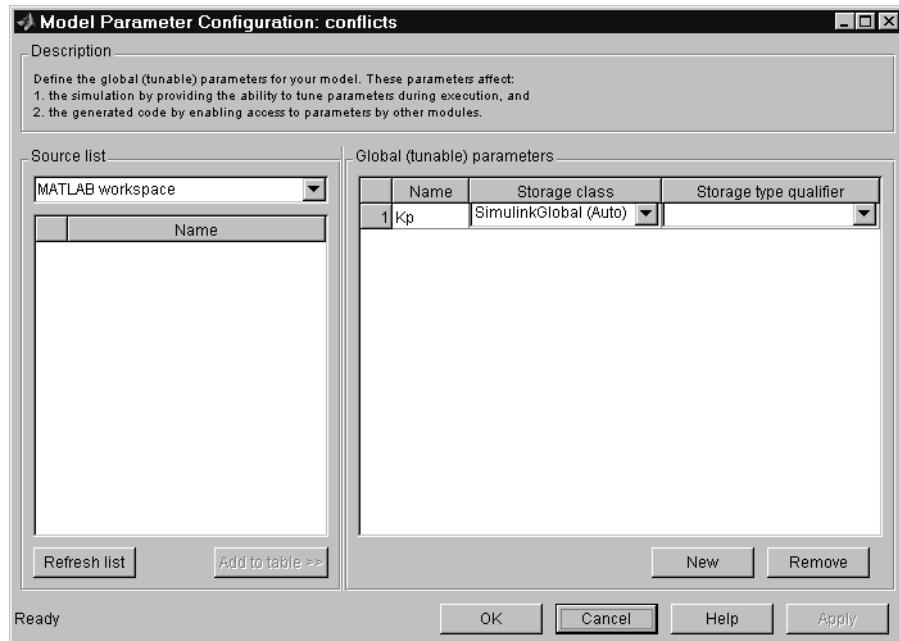 Model Parameter Configuration: conflicts
Description
Define the global (tunable) parameters for your model. These parameters affect:
1. the simulation by providing the ability to tune parameters during execution, and
2. the generated code by enabling access to parameters by other modules.
Source list
MATLAB workspace
Name
Refresh list
Add to table >>
Global (tunable) parameters
Name Storage class Storage type qualifier
1 Kp SimulinkGlobal (Auto)
New Remove
Ready
OK Cancel Help Apply